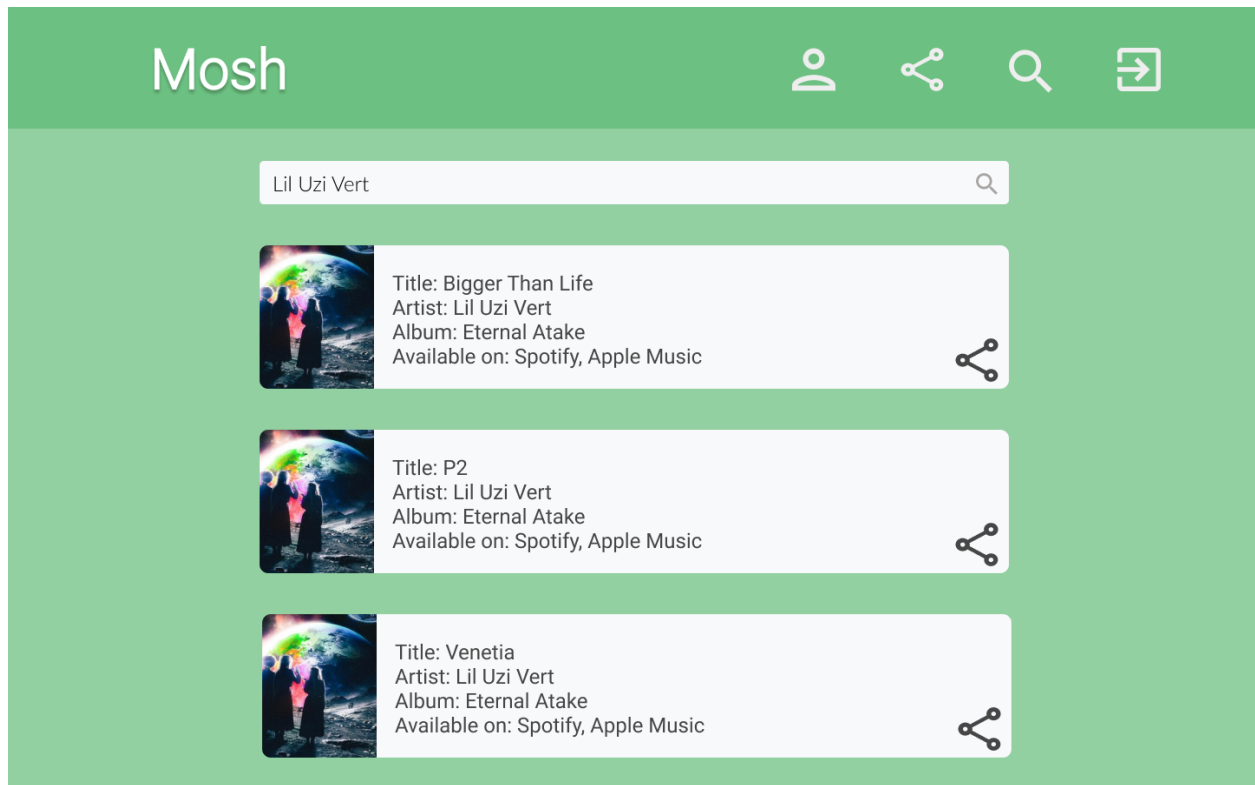 Mosh
Lil Uzi Vert
Title: Bigger Than Life
Artist: Lil Uzi Vert
Album: Eternal Atake
Available on: Spotify, Apple Music
Title: P2
Artist: Lil Uzi Vert
Album: Eternal Atake
Available on: Spotify, Apple Music
Title: Venetia
Artist: Lil Uzi Vert
Album: Eternal Atake
Available on: Spotify, Apple Music